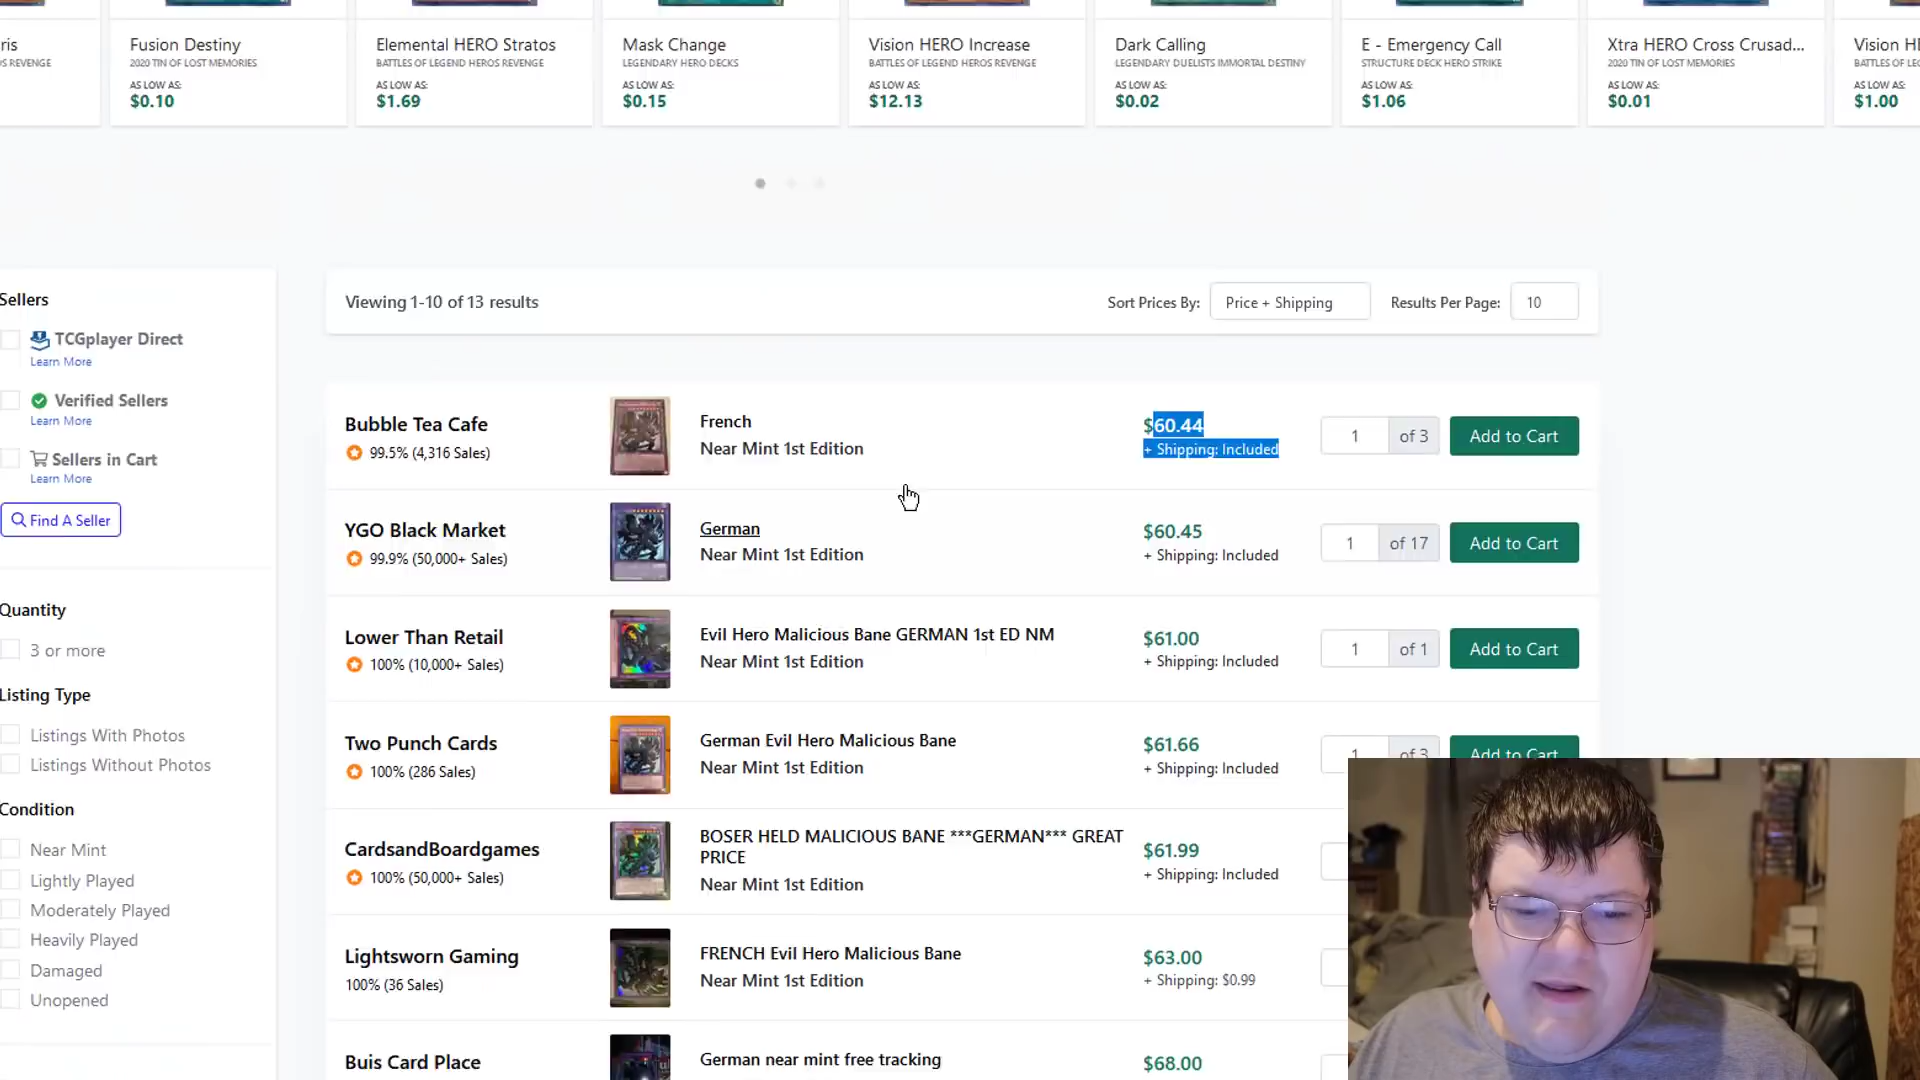 ris
S REVENGE
Fusion Destiny
2020 TIN OF LOST MEMORIES
AS LOW AS:
$0.10
Elemental HERO Stratos
BATTLES OF LEGEND HEROS REVENGE
AS LOW AS:
$1.69
Mask Change
LEGENDARY HERO DECKS
AS LOW AS:
$0.15
Vision HERO Increase
BATTLES OF LEGEND HEROS REVENGE
AS LOW AS:
$12.13
Dark Calling
LEGENDARY DUELISTS IMMORTAL DESTINY
AS LOW AS:
$0.02
E - Emergency Call
STRUCTURE DECK HERO STRIKE
AS LOW AS:
$1.06
Xtra HERO Cross Crusad...
2020 TIN OF LOST MEMORIES
AS LOW AS:
$0.01
Vision HE
BATTLES OF LEG
AS LOW AS:
$1.00
Sellers
TCGplayer Direct
Learn More
Verified Sellers
Learn More
Sellers in Cart
Learn More
Find A Seller
Quantity
3 or more
Listing Type
Listings With Photos
Listings Without Photos
Condition
Near Mint
Lightly Played
Moderately Played
Heavily Played
Damaged
Unopened
Viewing 1-10 of 13 results
Sort Prices By: Price + Shipping Results Per Page: 10
Bubble Tea Cafe
99.5% (4,316 Sales)
French
Near Mint 1st Edition
$60.44
+ Shipping: Included
1 of 3 Add to Cart
YGO Black Market
99.9% (50,000+ Sales)
German
Near Mint 1st Edition
$60.45
+ Shipping: Included
1 of 17 Add to Cart
Lower Than Retail
100% (10,000+ Sales)
Evil Hero Malicious Bane GERMAN 1st ED NM
Near Mint 1st Edition
$61.00
+ Shipping: Included
1 of 1 Add to Cart
Two Punch Cards
100% (286 Sales)
German Evil Hero Malicious Bane
Near Mint 1st Edition
$61.66
+ Shipping: Included
1 of 3 Add to Cart
CardsandBoardgames
100% (50,000+ Sales)
BOSER HELD MALICIOUS BANE ***GERMAN*** GREAT
PRICE
Near Mint 1st Edition
$61.99
+ Shipping: Included
Lightsworn Gaming
100% (36 Sales)
FRENCH Evil Hero Malicious Bane
Near Mint 1st Edition
$63.00
+ Shipping: $0.99
Buis Card Place
German near mint free tracking
$68.00